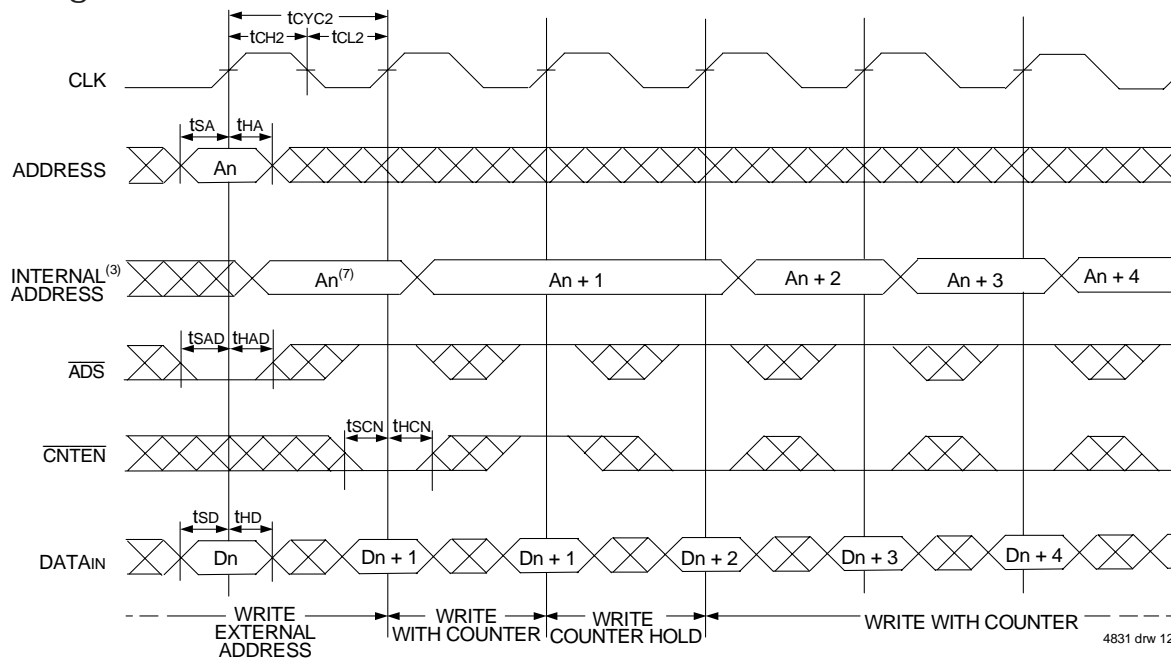 tCYC2
tCH2 tCL2
CLK
tSA tHA
ADDRESS An
INTERNAL(3)
ADDRESS An(7) An + 1 An + 2 An + 3 An + 4
tSAD tHAD
ADS
tSCN tHCN
CNTEN
tSD tHD
DATAIN Dn Dn + 1 Dn + 1 Dn + 2 Dn + 3 Dn + 4
WRITE
EXTERNAL
ADDRESS
WRITE
WITH COUNTER
WRITE
COUNTER HOLD
WRITE WITH COUNTER
4831 drw 12